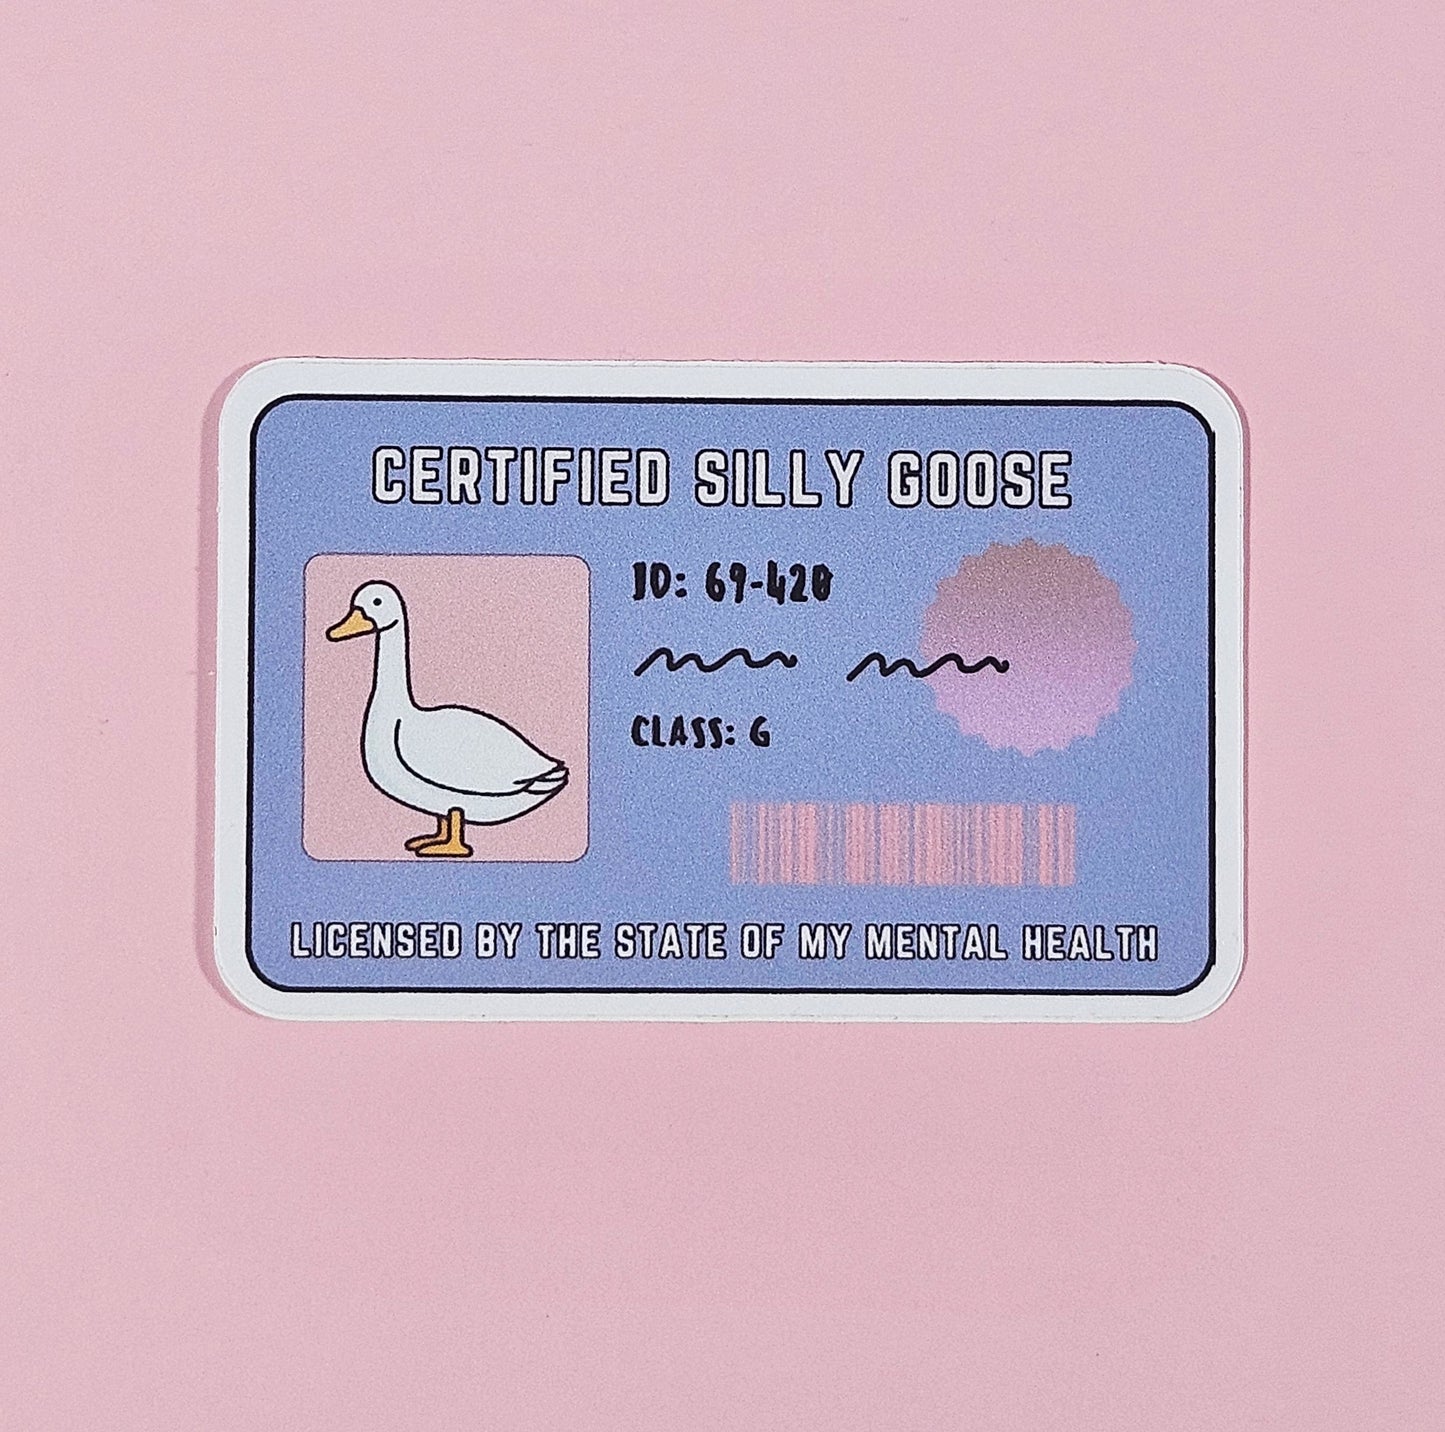 CERTIFIED SILLY GOOSE
ID: 69-420
CLASS: G
LICENSED BY THE STATE OF MY MENTAL HEALTH